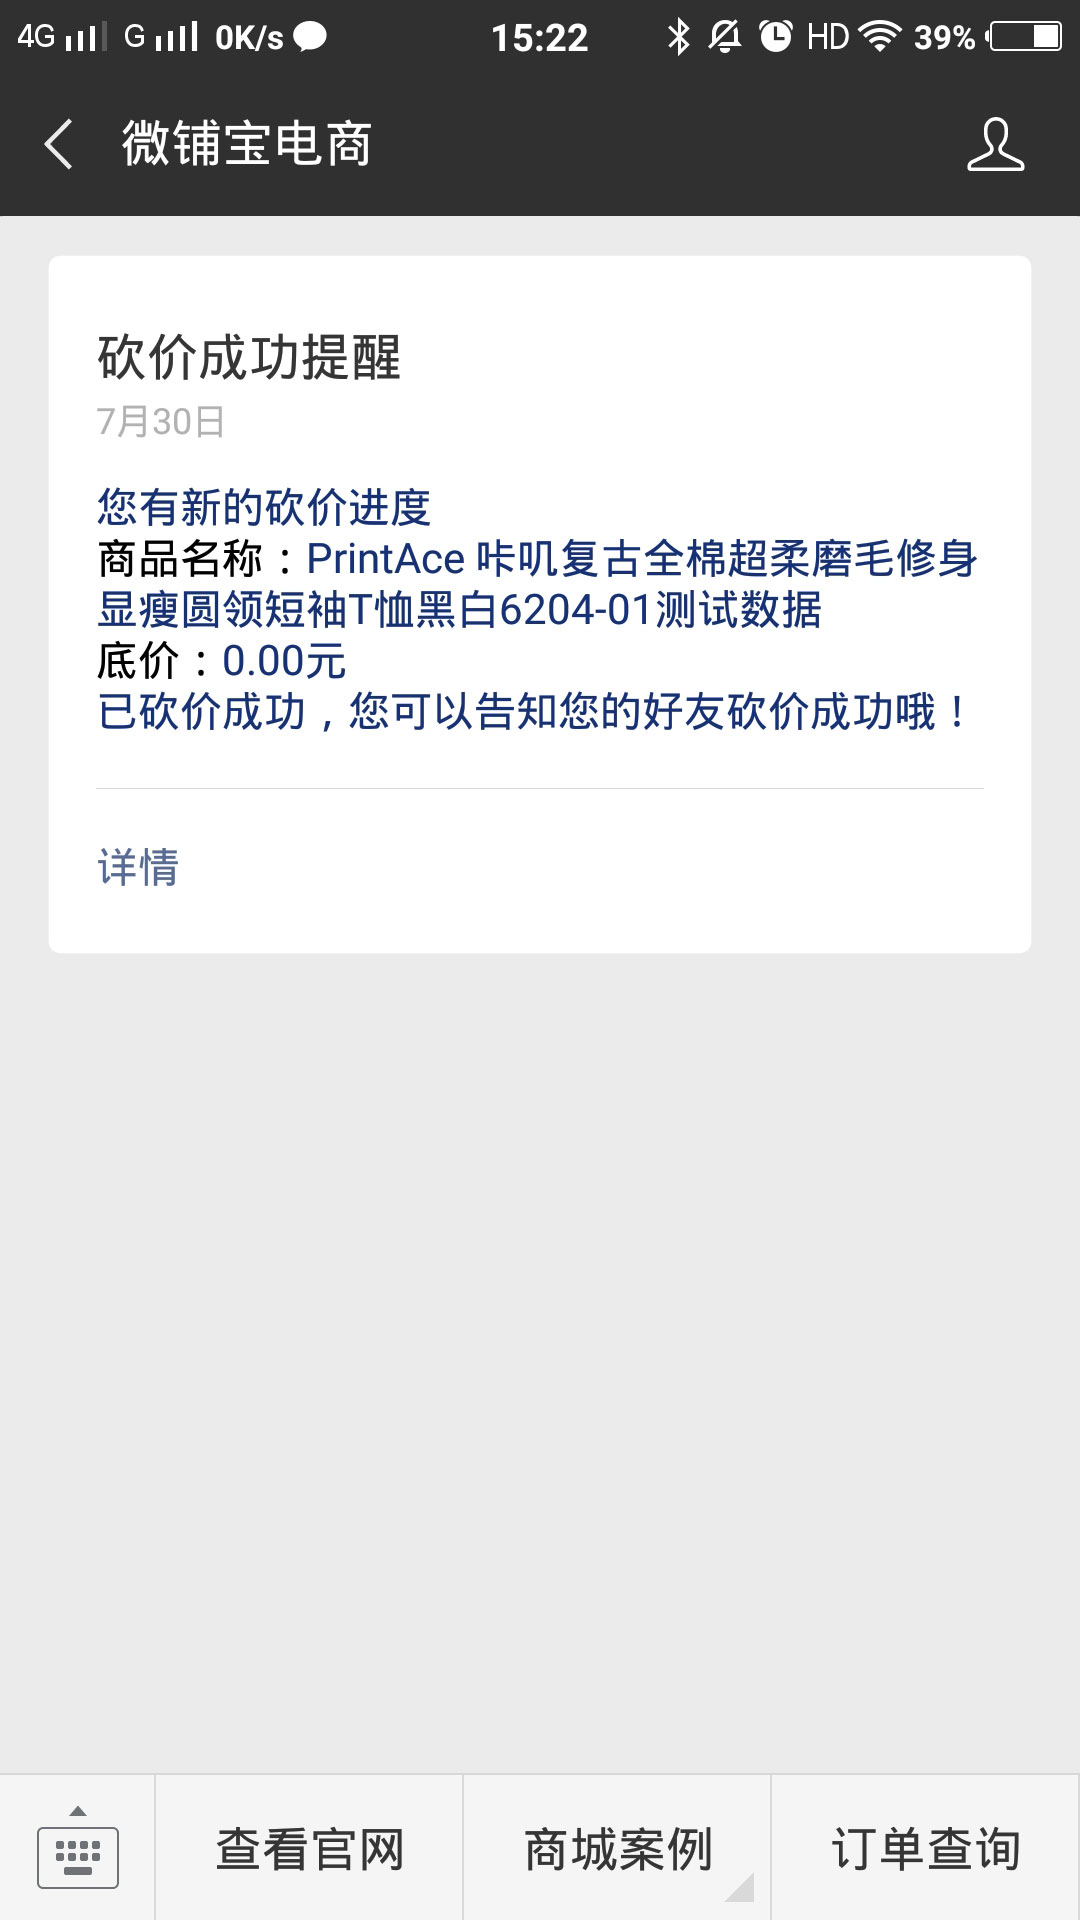 4G G 0K/s 15:22 HD 39%
微铺宝电商
砍价成功提醒
7月30日
您有新的砍价进度
商品名称：PrintAce 咔叽复古全棉超柔磨毛修身
显瘦圆领短袖T恤黑白6204-01测试数据
底价：0.00元
已砍价成功，您可以告知您的好友砍价成功哦！
详情
查看官网 商城案例 订单查询